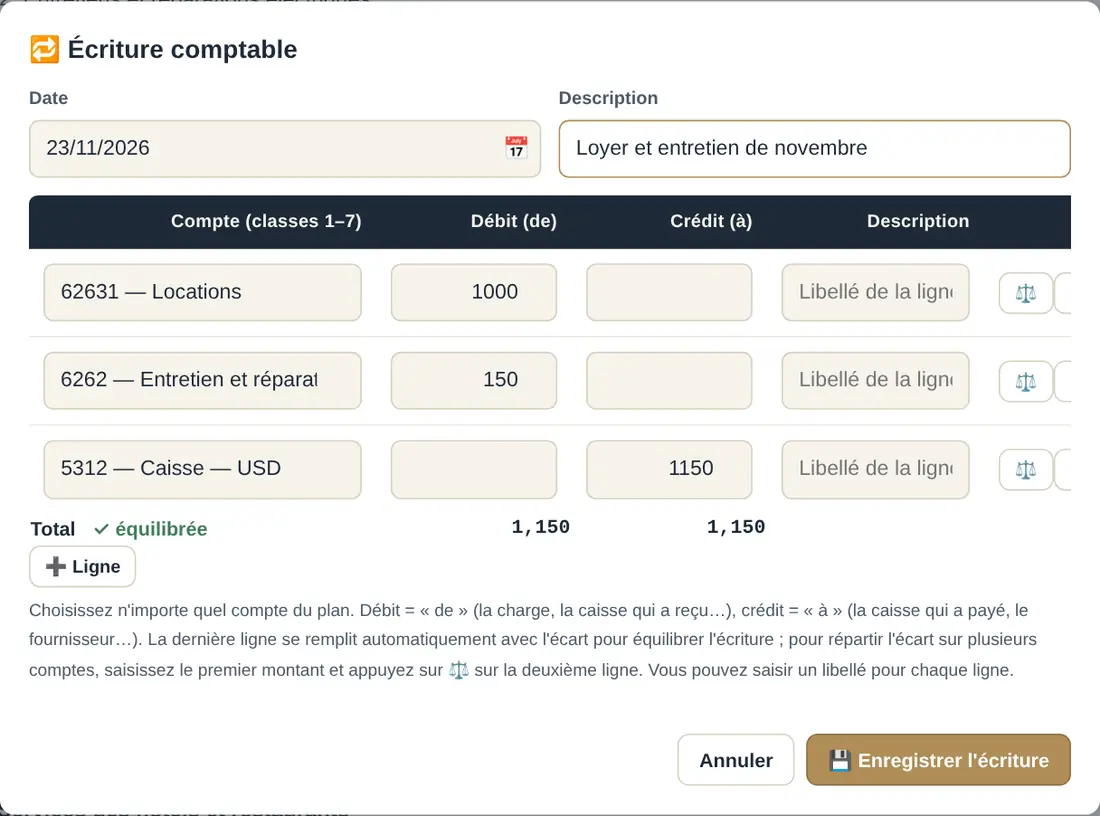 🔁 Écriture comptable
Date
Description
23/11/2026
Loyer et entretien de novembre
Compte (classes 1–7) Débit (de) Crédit (à) Description
62631 — Locations 1000 Libellé de la lign
6262 — Entretien et réparat 150 Libellé de la lign
5312 — Caisse — USD 1150 Libellé de la lign
Total ✓ équilibrée 1,150 1,150
➕ Ligne
Choisissez n'importe quel compte du plan. Débit = « de » (la charge, la caisse qui a reçu…), crédit = « à » (la caisse qui a payé, le
fournisseur…). La dernière ligne se remplit automatiquement avec l'écart pour équilibrer l'écriture ; pour répartir l'écart sur plusieurs
comptes, saisissez le premier montant et appuyez sur ⚖️ sur la deuxième ligne. Vous pouvez saisir un libellé pour chaque ligne.
Annuler
💾 Enregistrer l'écriture